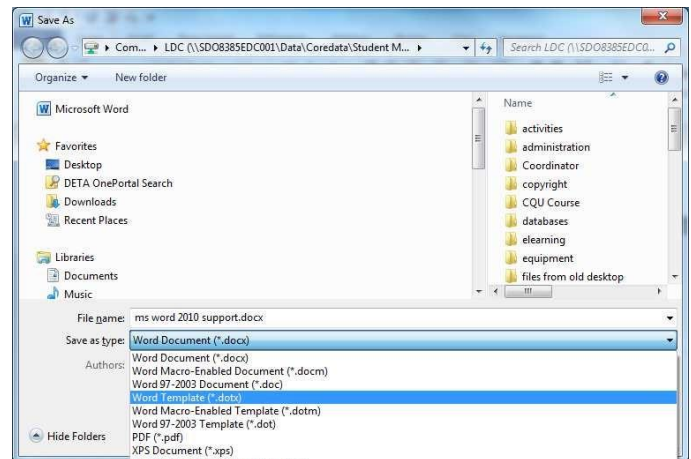 Save As
Com... ▸ LDC (\\SDO8385EDC001\Data\Coredata\Student M... ▸
Search LDC (\\SDO8385EDC0...
Organize
New folder
Microsoft Word
Favorites
Desktop
DETA OnePortal Search
Downloads
Recent Places
Libraries
Documents
Music
Name
activities
administration
Coordinator
copyright
CQU Course
databases
elearning
equipment
files from old desktop
File name: ms word 2010 support.docx
Save as type: Word Document (*.docx)
Authors:
Word Document (*.docx)
Word Macro-Enabled Document (*.docm)
Word 97-2003 Document (*.doc)
Word Template (*.dotx)
Word Macro-Enabled Template (*.dotm)
Word 97-2003 Template (*.dot)
PDF (*.pdf)
XPS Document (*.xps)
Hide Folders